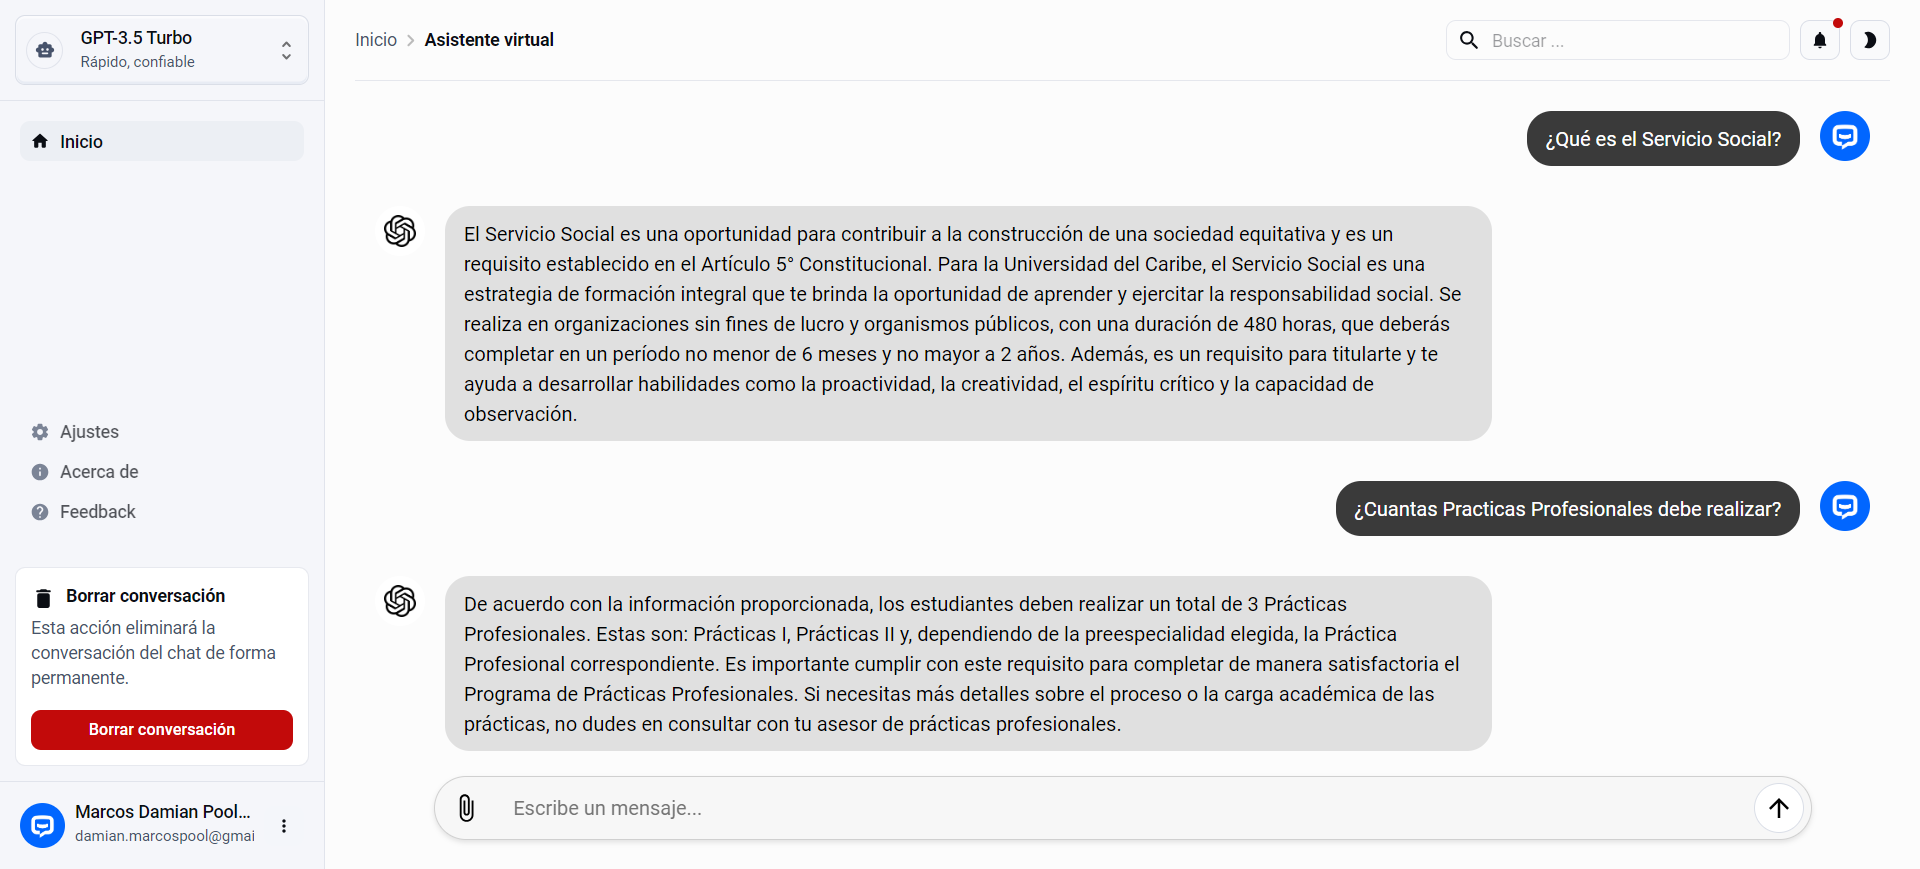 GPT-3.5 Turbo
Rápido, confiable
Inicio
Ajustes
Acerca de
Feedback
Borrar conversación
Esta acción eliminará la
conversación del chat de forma
permanente.
Borrar conversación
Marcos Damian Pool...
damian.marcospool@gmai
Inicio > Asistente virtual
Buscar ...
¿Qué es el Servicio Social?
El Servicio Social es una oportunidad para contribuir a la construcción de una sociedad equitativa y es un
requisito establecido en el Artículo 5° Constitucional. Para la Universidad del Caribe, el Servicio Social es una
estrategia de formación integral que te brinda la oportunidad de aprender y ejercitar la responsabilidad social. Se
realiza en organizaciones sin fines de lucro y organismos públicos, con una duración de 480 horas, que deberás
completar en un período no menor de 6 meses y no mayor a 2 años. Además, es un requisito para titularte y te
ayuda a desarrollar habilidades como la proactividad, la creatividad, el espíritu crítico y la capacidad de
observación.
¿Cuantas Practicas Profesionales debe realizar?
De acuerdo con la información proporcionada, los estudiantes deben realizar un total de 3 Prácticas
Profesionales. Estas son: Prácticas I, Prácticas II y, dependiendo de la preespecialidad elegida, la Práctica
Profesional correspondiente. Es importante cumplir con este requisito para completar de manera satisfactoria el
Programa de Prácticas Profesionales. Si necesitas más detalles sobre el proceso o la carga académica de las
prácticas, no dudes en consultar con tu asesor de prácticas profesionales.
Escribe un mensaje...